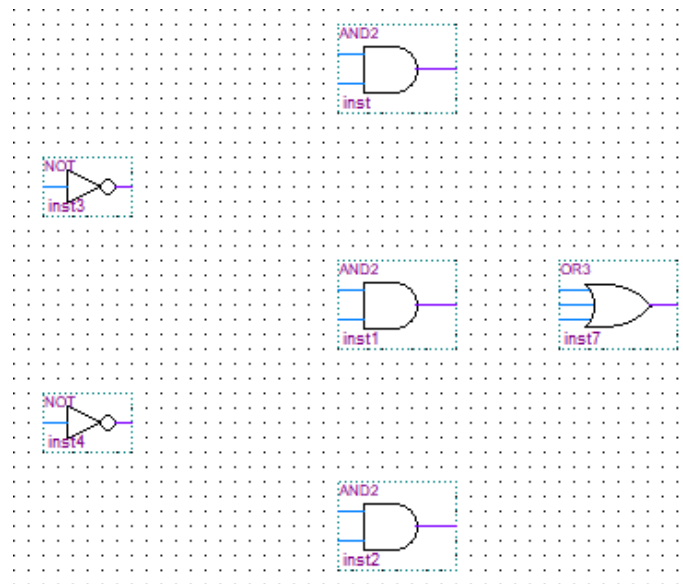 AND2
inst
NOT
inst3
AND2
inst1
OR3
inst7
NOT
inst4
AND2
inst2